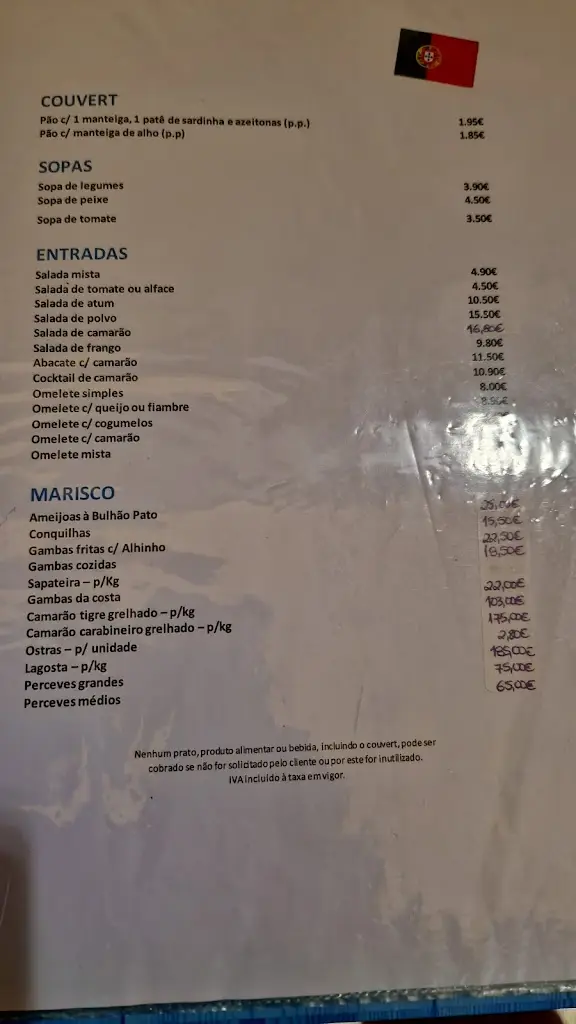 COUVERT
Pão c/ 1 manteiga, 1 patê de sardinha e azeitonas (p.p.) 1.95€
Pão c/ manteiga de alho (p.p) 1.85€
SOPAS
Sopa de legumes 3.90€
Sopa de peixe 4.50€
Sopa de tomate 3.50€
ENTRADAS
Salada mista 4.90€
Salada de tomate ou alface 4.50€
Salada de atum 10.50€
Salada de polvo 15.50€
Salada de camarão 16,80€
Salada de frango 9.80€
Abacate c/ camarão 11.50€
Cocktail de camarão 10.90€
Omelete simples 8.00€
Omelete c/ queijo ou fiambre
Omelete c/ cogumelos
Omelete c/ camarão
Omelete mista
MARISCO
Ameijoas à Bulhão Pato
Conquilhas 15,50€
Gambas fritas c/ Alhinho 22,50€
Gambas cozidas 18,50€
Sapateira – p/Kg
Gambas da costa 22,00€
Camarão tigre grelhado – p/kg 103,00€
Camarão carabineiro grelhado – p/kg 175,00€
Ostras – p/ unidade 2,80€
Lagosta – p/kg 185,00€
Perceves grandes 75,00€
Perceves médios 65,00€
Nenhum prato, produto alimentar ou bebida, incluindo o couvert, pode ser
cobrado se não for solicitado pelo cliente ou por este for inutilizado.
IVA incluído à taxa em vigor.